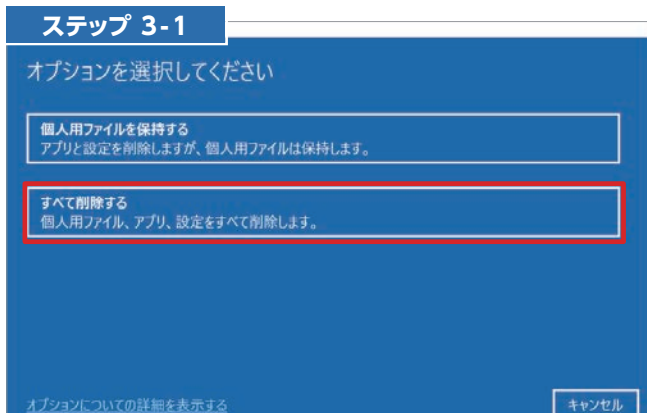 ステップ 3-1
オプションを選択してください
個人用ファイルを保持する
アプリと設定を削除しますが、個人用ファイルは保持します。
すべて削除する
個人用ファイル、アプリ、設定をすべて削除します。
オプションについての詳細を表示する
キャンセル